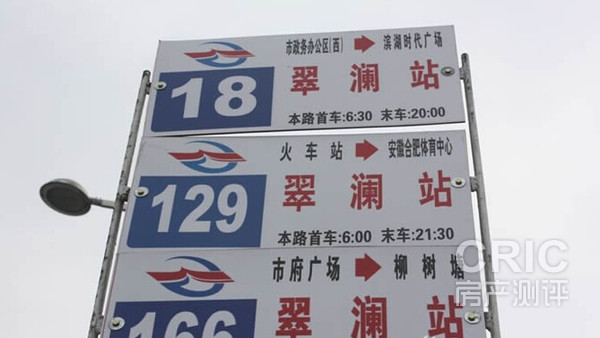 市政务办公区(西) → 滨湖时代广场
18 翠澜站
本路首车:6:30 末车:20:00
火车站 → 安徽合肥体育中心
129 翠澜站
本路首车:6:00 末车:21:30
市府广场 → 柳树塘
166 翠澜站
CRIC
房产测评